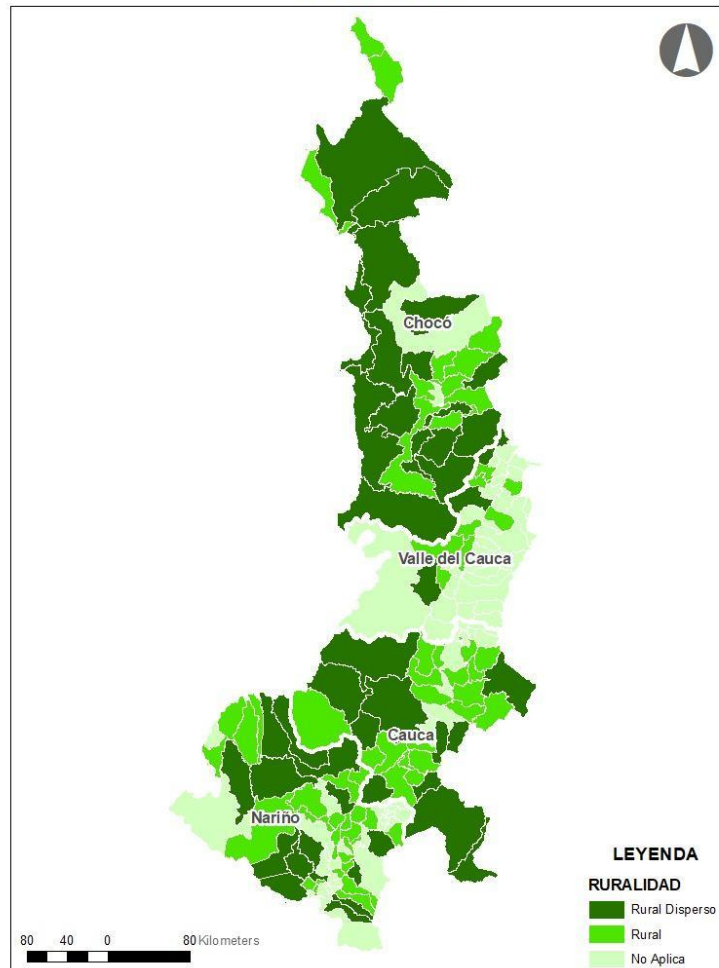 Chocó
Valle del Cauca
Cauca
Nariño
LEYENDA
RURALIDAD
Rural Disperso
Rural
No Aplica
80 40 0 80 Kilometers